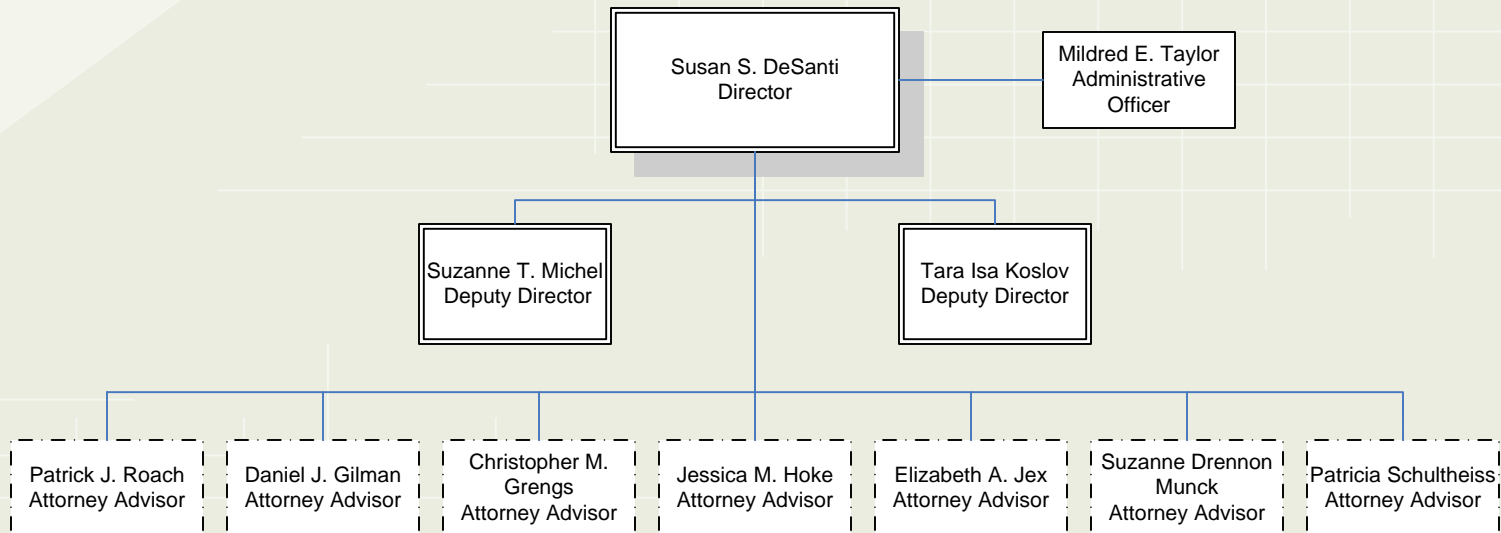 Susan S. DeSanti
Director
Mildred E. Taylor
Administrative
Officer
Suzanne T. Michel
Deputy Director
Tara Isa Koslov
Deputy Director
Patrick J. Roach
Attorney Advisor
Daniel J. Gilman
Attorney Advisor
Christopher M.
Grengs
Attorney Advisor
Jessica M. Hoke
Attorney Advisor
Elizabeth A. Jex
Attorney Advisor
Suzanne Drennon
Munck
Attorney Advisor
Patricia Schultheiss
Attorney Advisor